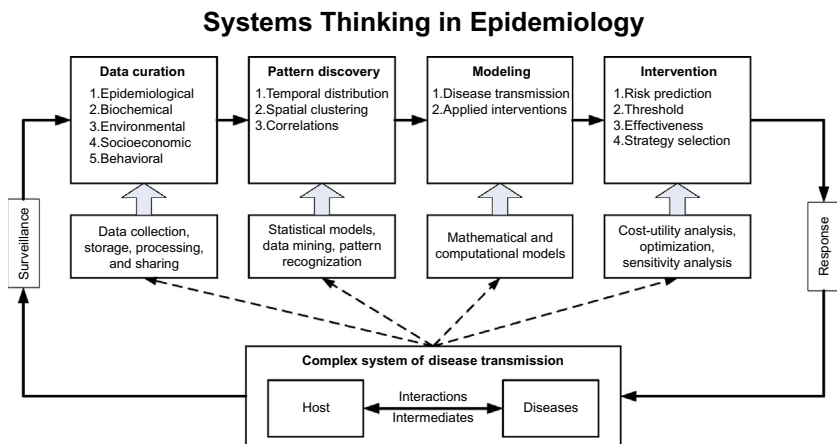 Systems Thinking in Epidemiology
Data curation
1.Epidemiological
2.Biochemical
3.Environmental
4.Socioeconomic
5.Behavioral
Pattern discovery
1.Temporal distribution
2.Spatial clustering
3.Correlations
Modeling
1.Disease transmission
2.Applied interventions
Intervention
1.Risk prediction
2.Threshold
3.Effectiveness
4.Strategy selection
Surveillance
Data collection,
storage, processing,
and sharing
Statistical models,
data mining, pattern
recognization
Mathematical and
computational models
Cost-utility analysis,
optimization,
sensitivity analysis
Response
Complex system of disease transmission
Host
Interactions
Intermediates
Diseases